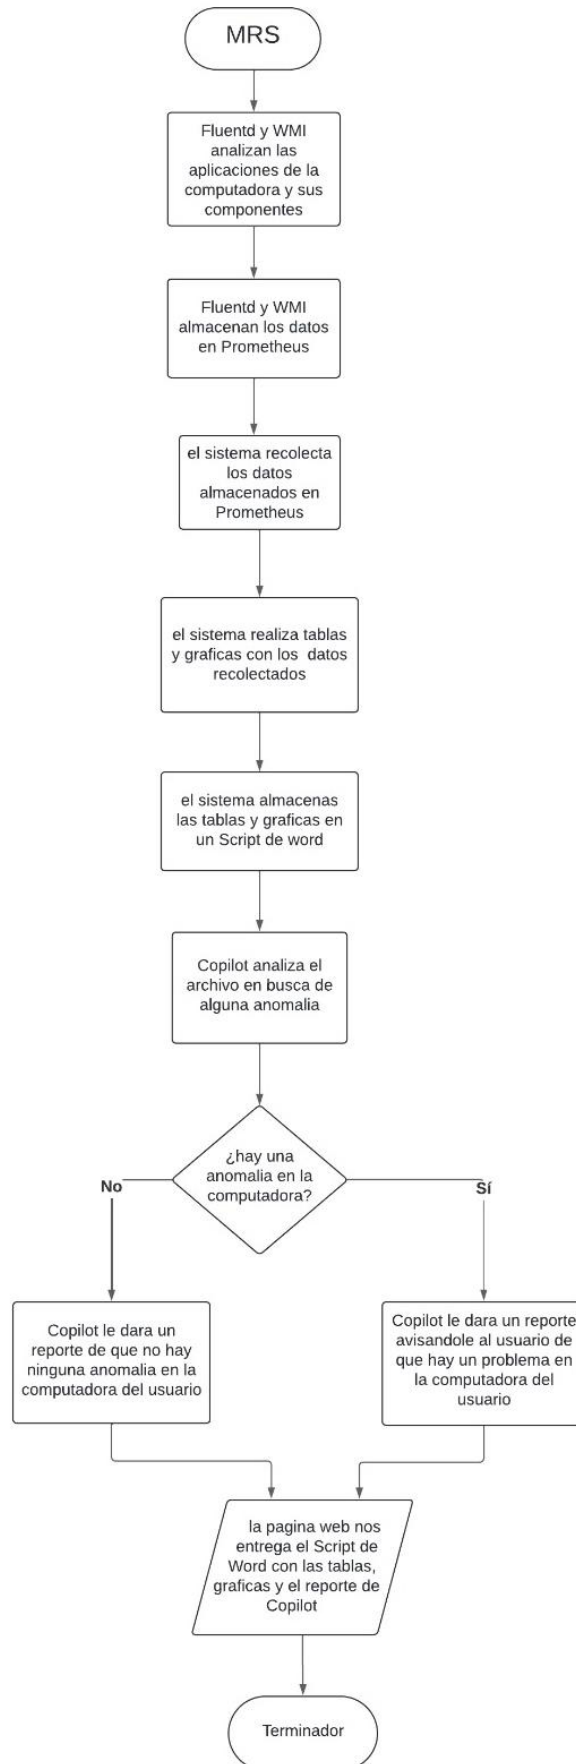 MRS
Fluentd y WMI
analizan las
aplicaciones de la
computadora y sus
componentes
Fluentd y WMI
almacenan los datos
en Prometheus
el sistema recolecta
los datos
almacenados en
Prometheus
el sistema realiza tablas
y graficas con los datos
recolectados
el sistema almacenas
las tablas y graficas en
un Script de word
Copilot analiza el
archivo en busca de
alguna anomalia
¿hay una
anomalia en la
computadora?
No
Sí
Copilot le dara un
reporte de que no hay
ninguna anomalia en la
computadora del usuario
Copilot le dara un reporte
avisandole al usuario de
que hay un problema en
la computadora del
usuario
la pagina web nos
entrega el Script de
Word con las tablas,
graficas y el reporte de
Copilot
Terminador